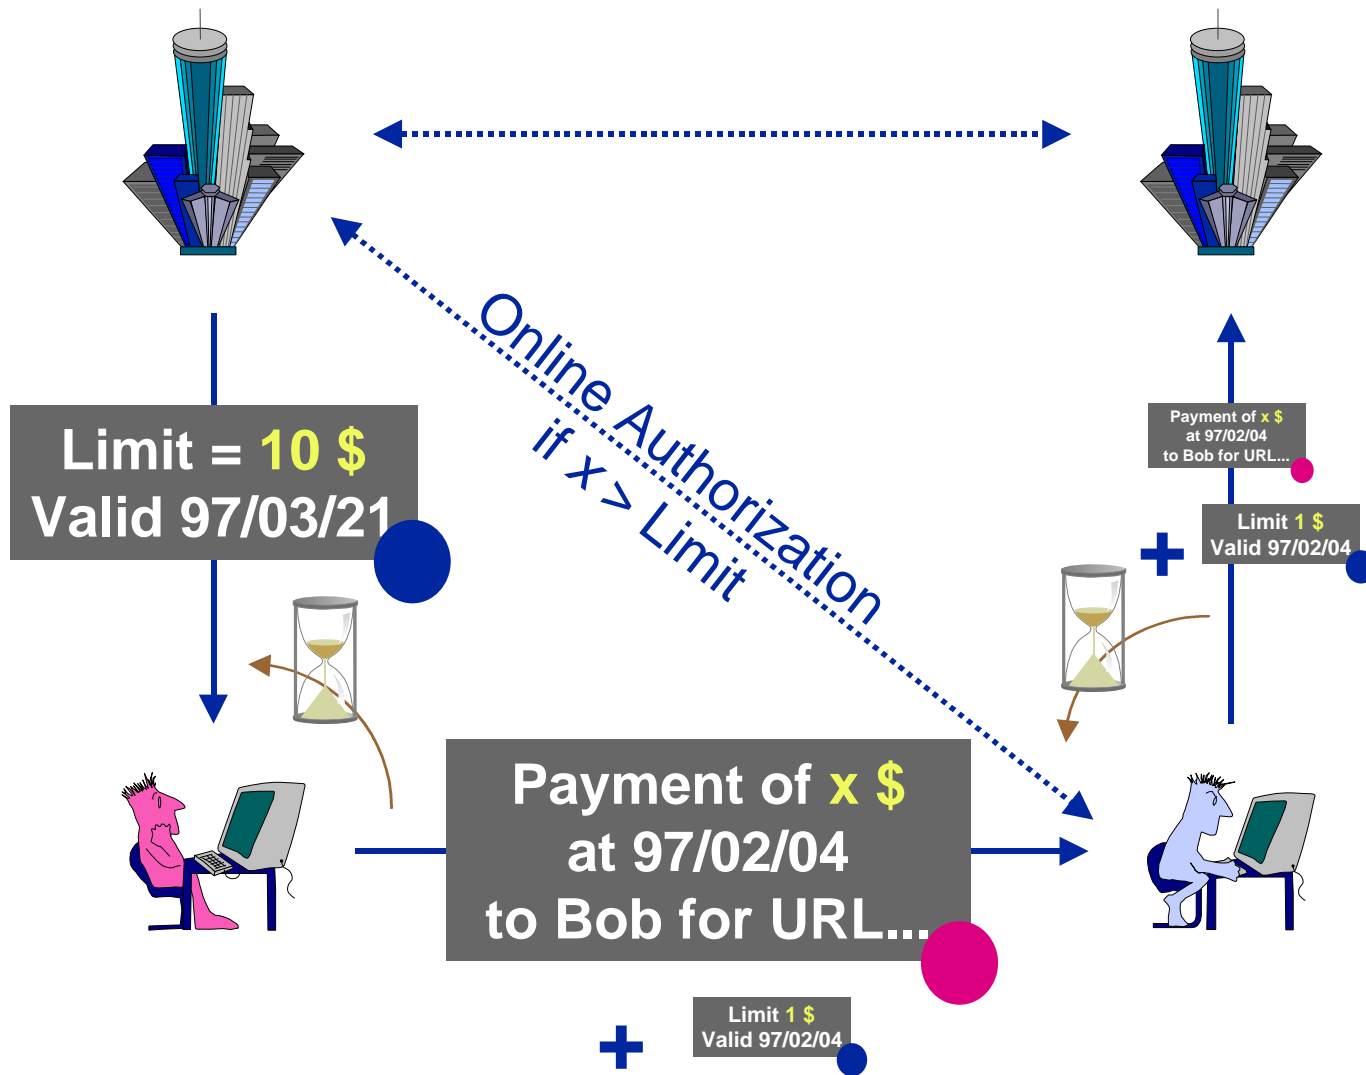 Online Authorization
if x > Limit
Limit = 10 $
Valid 97/03/21
Payment of x $
at 97/02/04
to Bob for URL...
+
Limit 1 $
Valid 97/02/04
Payment of x $
at 97/02/04
to Bob for URL...
+
Limit 1 $
Valid 97/02/04